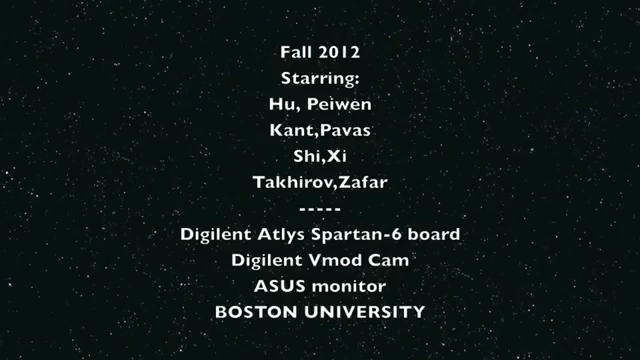 Fall 2012
Starring:
Hu, Peiwen
Kant,Pavas
Shi,Xi
Takhirov,Zafar
-----
Digilent Atlys Spartan-6 board
Digilent Vmod Cam
ASUS monitor
BOSTON UNIVERSITY